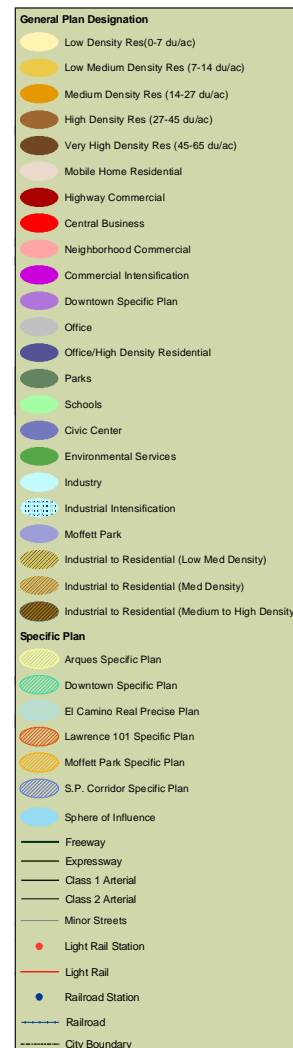 General Plan Designation
Low Density Res(0-7 du/ac)
Low Medium Density Res (7-14 du/ac)
Medium Density Res (14-27 du/ac)
High Density Res (27-45 du/ac)
Very High Density Res (45-65 du/ac)
Mobile Home Residential
Highway Commercial
Central Business
Neighborhood Commercial
Commercial Intensification
Downtown Specific Plan
Office
Office/High Density Residential
Parks
Schools
Civic Center
Environmental Services
Industry
Industrial Intensification
Moffett Park
Industrial to Residential (Low Med Density)
Industrial to Residential (Med Density)
Industrial to Residential (Medium to High Density
Specific Plan
Arques Specific Plan
Downtown Specific Plan
El Camino Real Precise Plan
Lawrence 101 Specific Plan
Moffett Park Specific Plan
S.P. Corridor Specific Plan
Sphere of Influence
Freeway
Expressway
Class 1 Arterial
Class 2 Arterial
Minor Streets
Light Rail Station
Light Rail
Railroad Station
Railroad
City Boundary